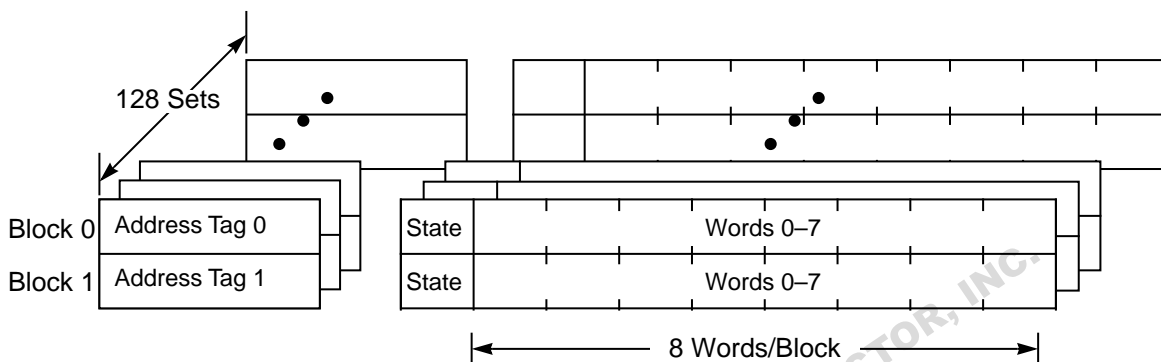 128 Sets
Block 0
Address Tag 0
State
Words 0–7
Block 1
Address Tag 1
State
Words 0–7
8 Words/Block
INC.